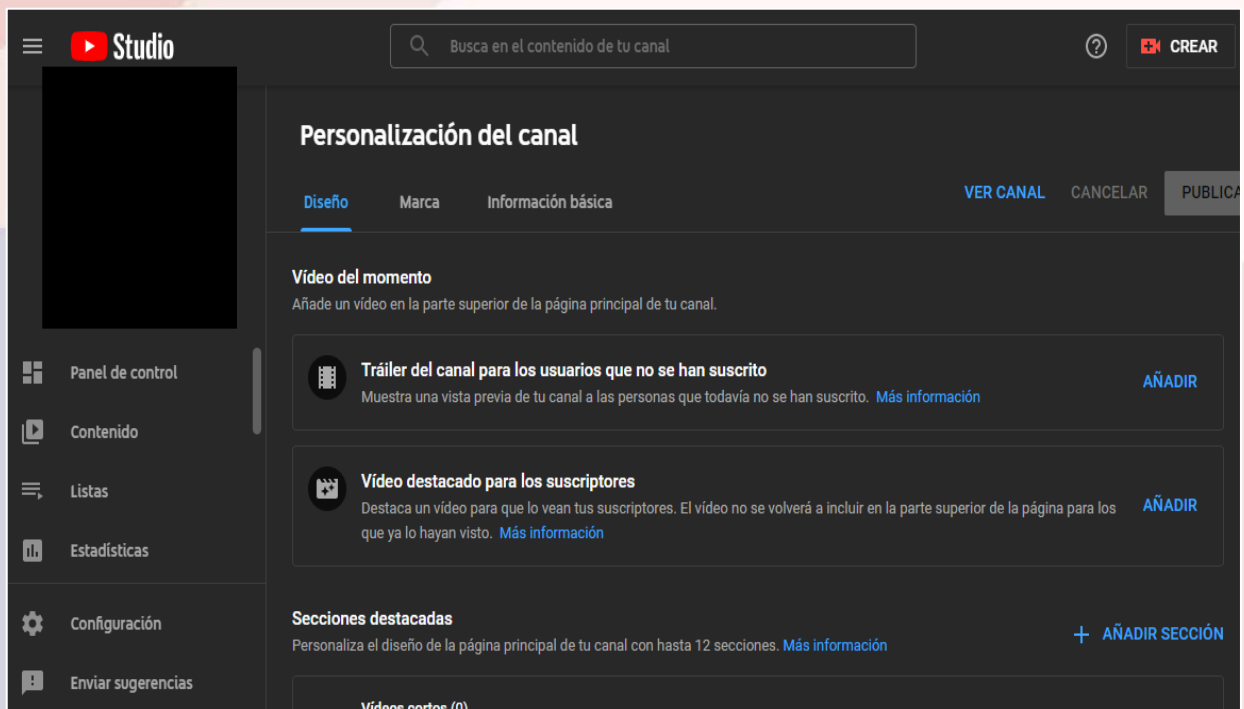 Studio
Busca en el contenido de tu canal
CREAR
Personalización del canal
Diseño
Marca
Información básica
VER CANAL
CANCELAR
PUBLICA
Vídeo del momento
Añade un vídeo en la parte superior de la página principal de tu canal.
Tráiler del canal para los usuarios que no se han suscrito
Muestra una vista previa de tu canal a las personas que todavía no se han suscrito. Más información
AÑADIR
Vídeo destacado para los suscriptores
Destaca un vídeo para que lo vean tus suscriptores. El vídeo no se volverá a incluir en la parte superior de la página para los
que ya lo hayan visto. Más información
AÑADIR
Secciones destacadas
Personaliza el diseño de la página principal de tu canal con hasta 12 secciones. Más información
+ AÑADIR SECCIÓN
Vídeos cortos (0)
Panel de control
Contenido
Listas
Estadísticas
Configuración
Enviar sugerencias